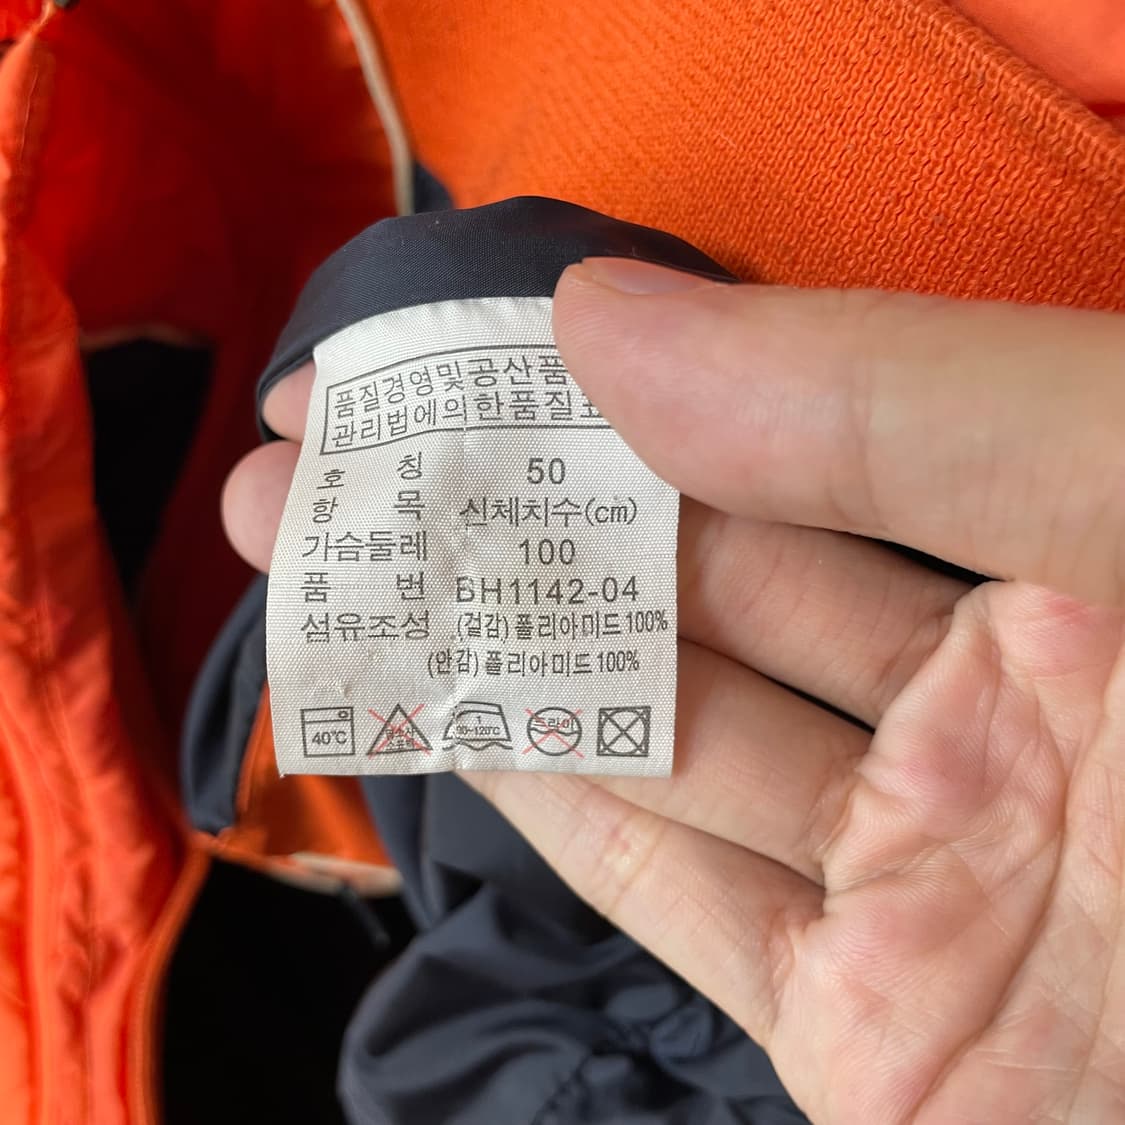 품질경영및공산품
관리법에의한품질
호 칭 50
항 목 신체치수(cm)
가슴둘레 100
품 번 BH1142-04
섬유조성 (겉감)폴리아미드100%
(안감)폴리아미드100%
40℃ 드라이